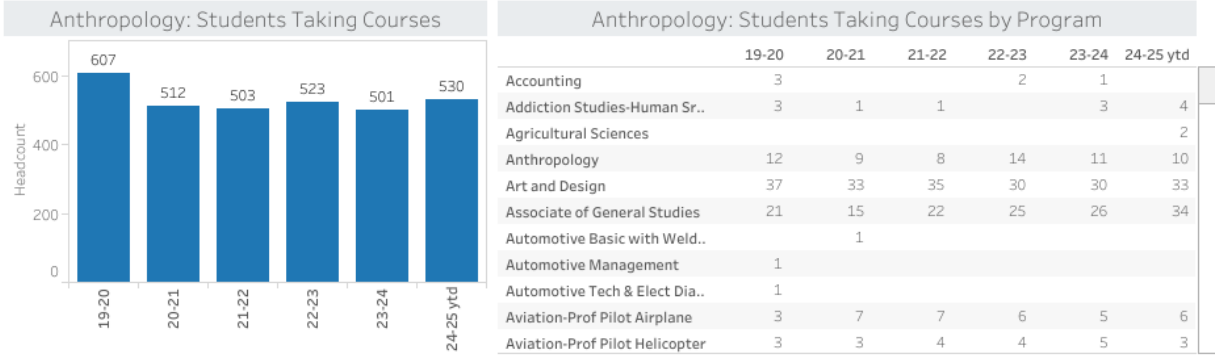 Anthropology: Students Taking Courses
607
512
503
523
501
530
600
400
200
0
Headcount
19-20
20-21
21-22
22-23
23-24
24-25 ytd
Anthropology: Students Taking Courses by Program
19-20 20-21 21-22 22-23 23-24 24-25 ytd
Accounting 3 2 1
Addiction Studies-Human Sr.. 3 1 1 3 4
Agricultural Sciences 2
Anthropology 12 9 8 14 11 10
Art and Design 37 33 35 30 30 33
Associate of General Studies 21 15 22 25 26 34
Automotive Basic with Weld.. 1
Automotive Management 1
Automotive Tech & Elect Dia.. 1
Aviation-Prof Pilot Airplane 3 7 7 6 5 6
Aviation-Prof Pilot Helicopter 3 3 4 4 5 3